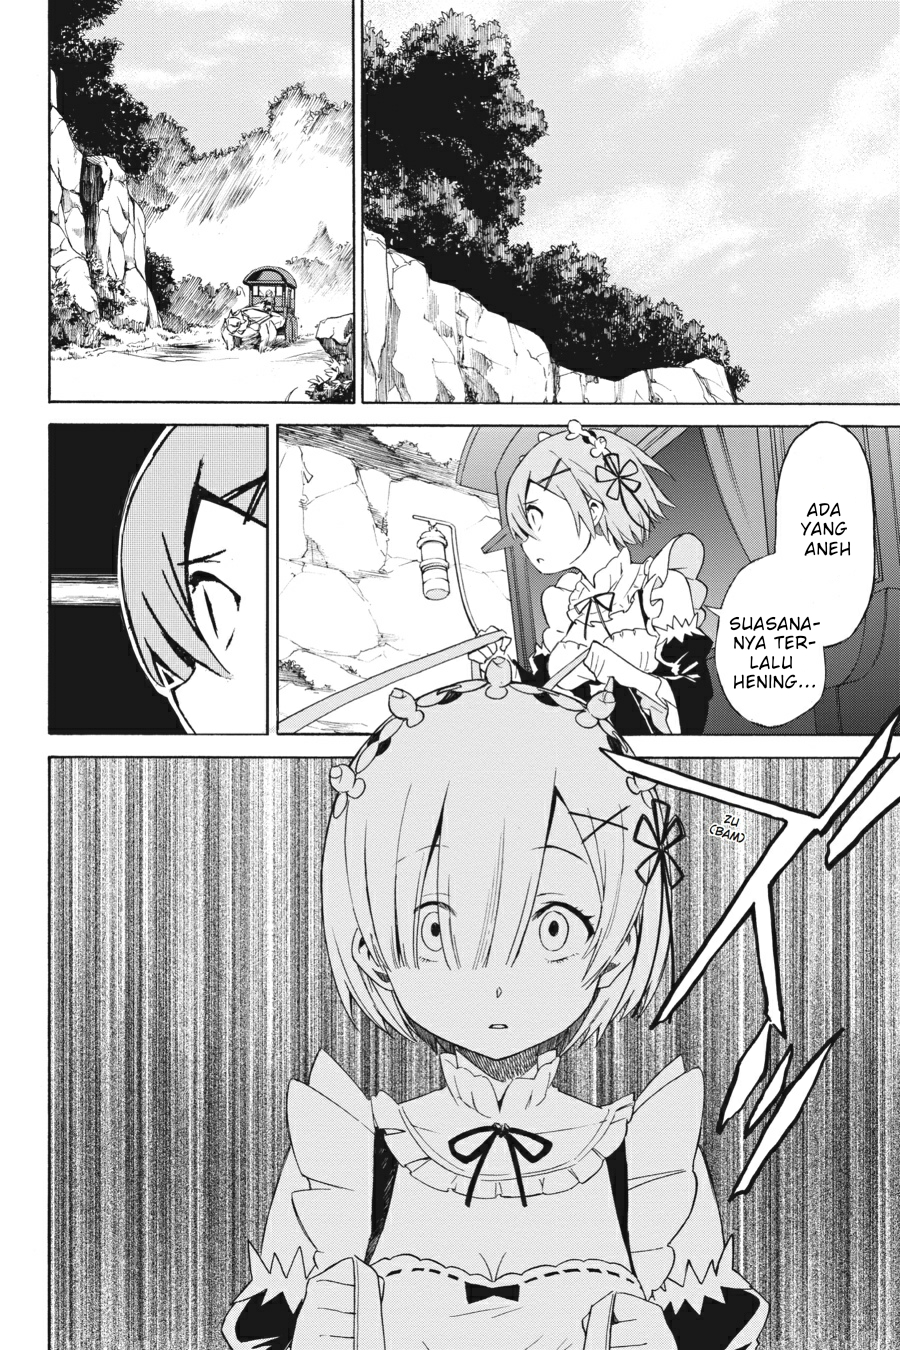 ADA
YANG
ANEH
SUASANA-
NYA TER-
LALU
HENING...
ZU
(BAM)